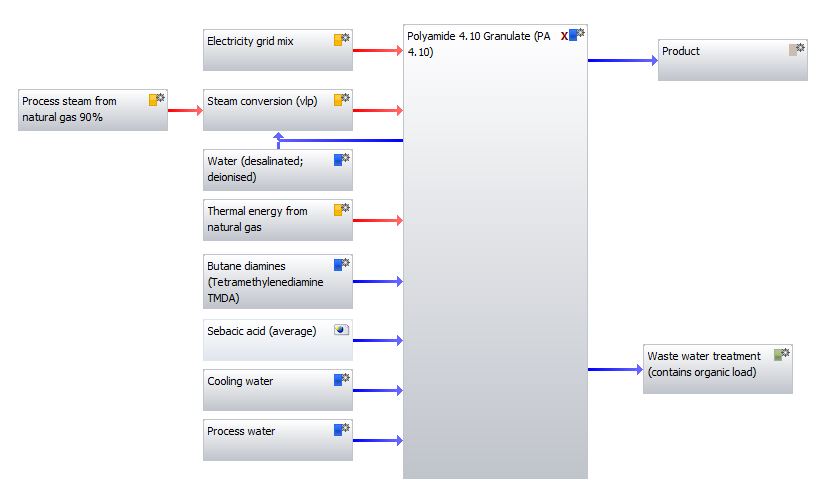 Electricity grid mix
Polyamide 4.10 Granulate (PA
4.10)
X
Product
Process steam from
natural gas 90%
Steam conversion (vlp)
Water (desalinated;
deionised)
Thermal energy from
natural gas
Butane diamines
(Tetramethylenediamine
TMDA)
Sebacic acid (average)
Waste water treatment
(contains organic load)
Cooling water
Process water